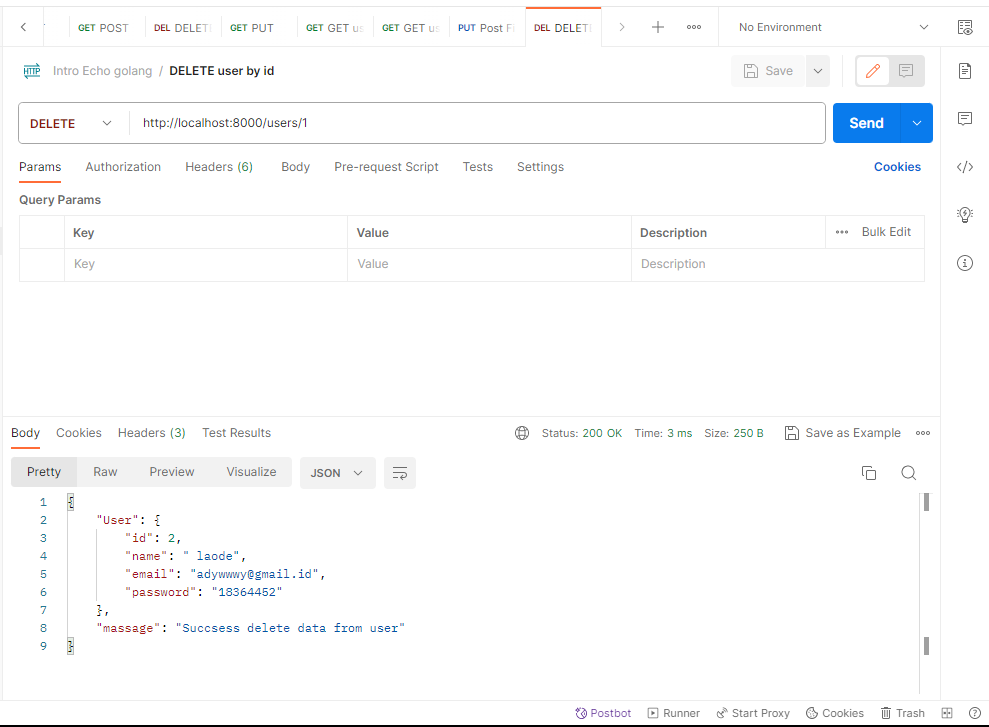 GET POST DEL DELET GET PUT GET GET us GET GET us PUT Post F DEL DELET No Environment
HTTP Intro Echo golang / DELETE user by id Save
DELETE http://localhost:8000/users/1 Send
Params Authorization Headers (6) Body Pre-request Script Tests Settings Cookies
Query Params
Key Value Description Bulk Edit
Key Value Description
Body Cookies Headers (3) Test Results Status: 200 OK Time: 3 ms Size: 250 B Save as Example
Pretty Raw Preview Visualize JSON
1 {
2 "User": {
3 "id": 2,
4 "name": " laode",
5 "email": "adywwwy@gmail.id",
6 "password": "18364452"
7 },
8 "massage": "Succsess delete data from user"
9 }
Postbot Runner Start Proxy Cookies Trash